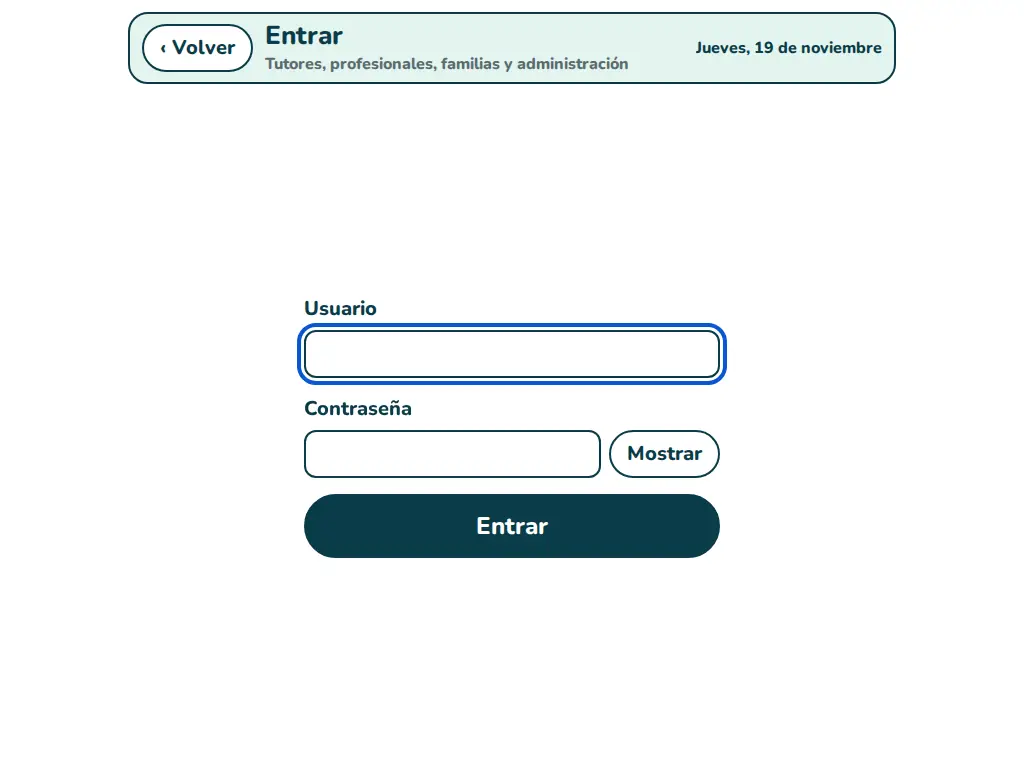 ‹ Volver
Entrar
Tutores, profesionales, familias y administración
Jueves, 19 de noviembre
Usuario
Contraseña
Mostrar
Entrar